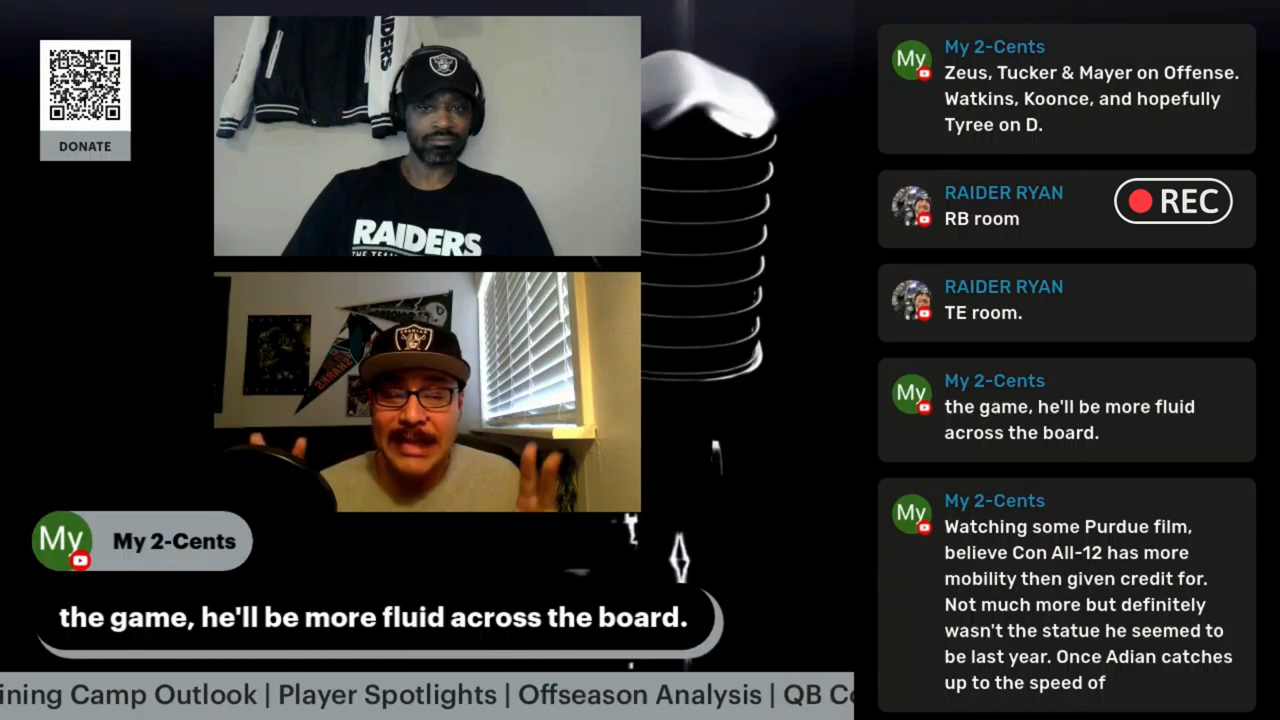 DONATE
RAIDERS
RAIDERS
SHARKS
My
My 2-Cents
the game, he'll be more fluid across the board.
ining Camp Outlook | Player Spotlights | Offseason Analysis | QB Co
My
My 2-Cents
Zeus, Tucker & Mayer on Offense.
Watkins, Koonce, and hopefully
Tyree on D.
RAIDER RYAN
RB room
REC
RAIDER RYAN
TE room.
My
My 2-Cents
the game, he'll be more fluid
across the board.
My
My 2-Cents
Watching some Purdue film,
believe Con All-12 has more
mobility then given credit for.
Not much more but definitely
wasn't the statue he seemed to
be last year. Once Adian catches
up to the speed of